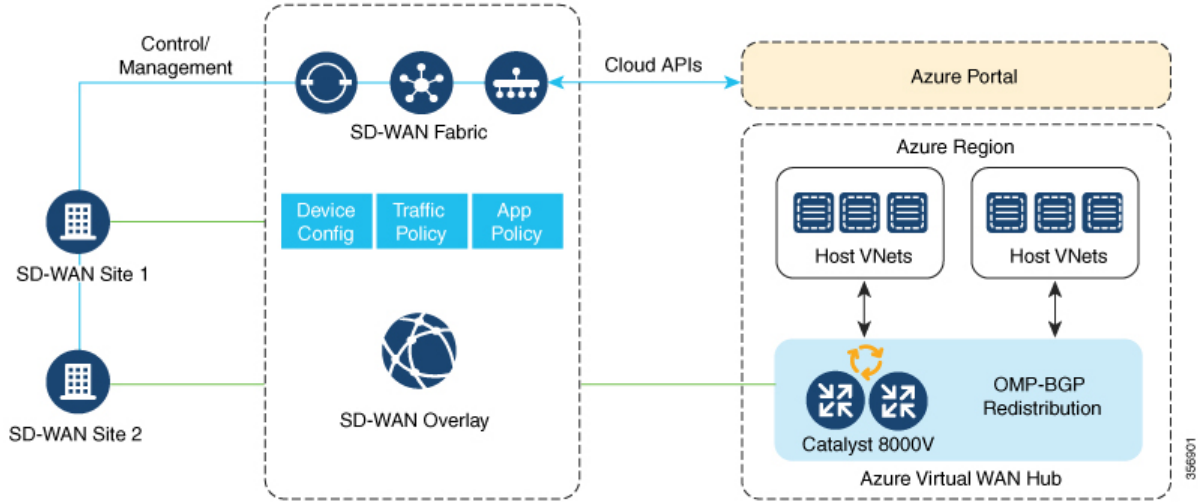 Control/
Management
SD-WAN Fabric
Cloud APIs
Azure Portal
Azure Region
Host VNets
Host VNets
Device
Config
Traffic
Policy
App
Policy
SD-WAN Site 1
SD-WAN Site 2
SD-WAN Overlay
OMP-BGP
Redistribution
Catalyst 8000V
Azure Virtual WAN Hub
356901